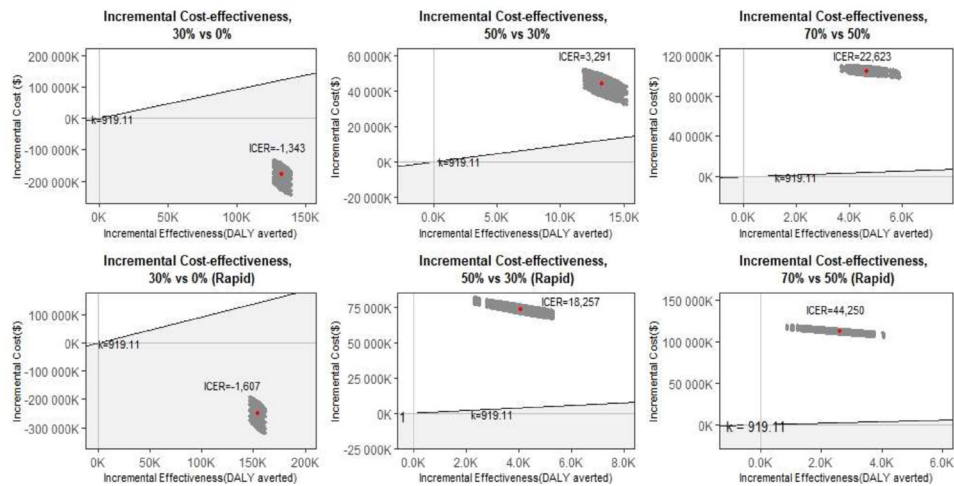 Incremental Cost-effectiveness,
30% vs 0%
Incremental Cost ($)
200 000K
100 000K
0K
-100 000K
-200 000K
k=919.11
ICER=-1,343
0K 50K 100K 150K
Incremental Effectiveness(DALY averted)
Incremental Cost-effectiveness,
50% vs 30%
Incremental Cost($)
60 000K
40 000K
20 000K
0K
-20 000K
ICER=3,291
k=919.11
0.0K 5.0K 10.0K 15.0K
Incremental Effectiveness(DALY averted)
Incremental Cost-effectiveness,
70% vs 50%
Incremental Cost($)
120 000K
80 000K
40 000K
0K
ICER=22,623
k=919.11
0.0K 2.0K 4.0K 6.0K
Incremental Effectiveness(DALY averted)
Incremental Cost-effectiveness,
30% vs 0% (Rapid)
Incremental Cost($)
100 000K
0K
-100 000K
-200 000K
-300 000K
k=919.11
ICER=-1,607
0K 50K 100K 150K 200K
Incremental Effectiveness(DALY averted)
Incremental Cost-effectiveness,
50% vs 30% (Rapid)
Incremental Cost($)
75 000K
50 000K
25 000K
0K
-25 000K
ICER=18,257
1
k=919.11
0.0K 2.0K 4.0K 6.0K 8.0K
Incremental Effectiveness(DALY averted)
Incremental Cost-effectiveness,
70% vs 50% (Rapid)
Incremental Cost($)
150 000K
100 000K
50 000K
0K
ICER=44,250
k = 919.11
0.0K 2.0K 4.0K 6.0K
Incremental Effectiveness(DALY averted)